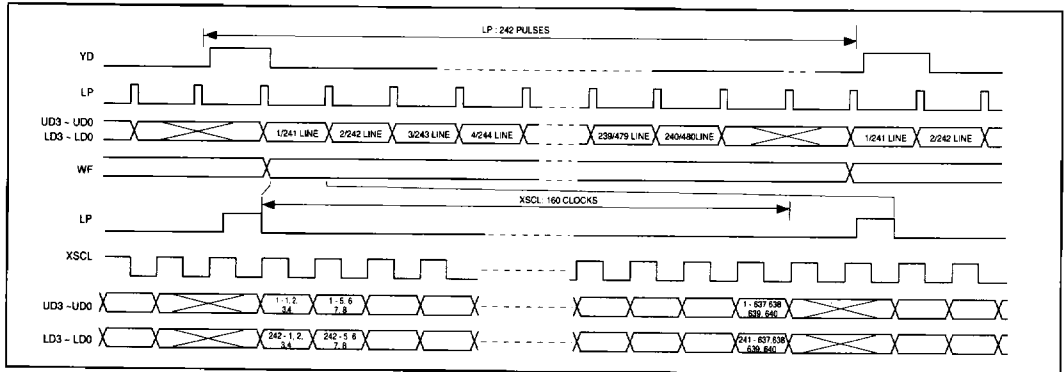 LP : 242 PULSES
YD
LP
UD3 ~ UD0
LD3 ~ LD0
1/241 LINE 2/242 LINE 3/243 LINE 4/244 LINE 239/479 LINE 240/480LINE 1/241 LINE 2/242 LINE
WF
XSCL: 160 CLOCKS
LP
XSCL
UD3 ~UD0
1 - 1, 2, 1 - 5, 6 1 - 637, 638
3,4 7, 8 639, 640
LD3 ~ LD0
242 - 1, 2, 242 - 5, 6 241 - 637,638
3,4 7, 8 639, 640